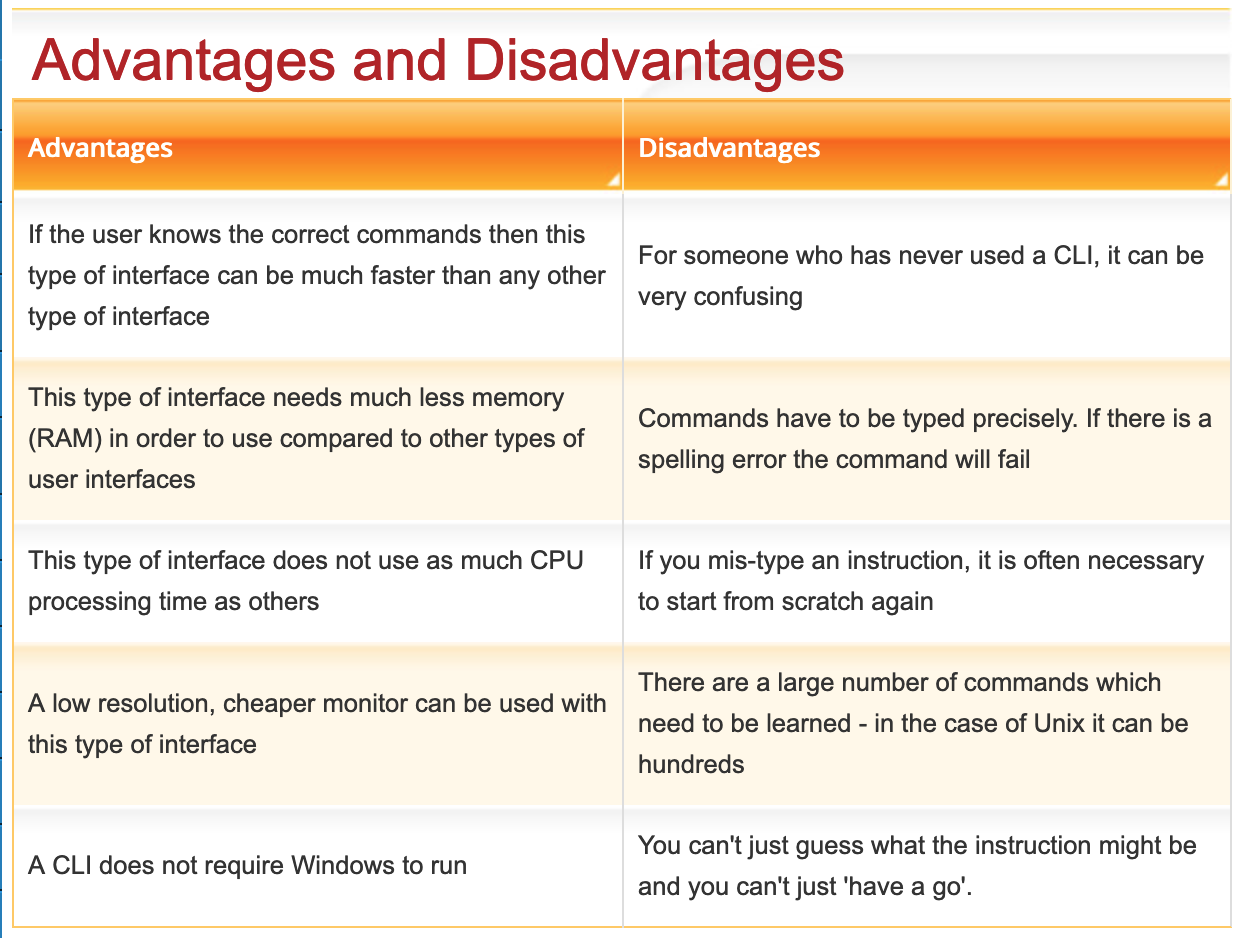 Advantages and Disadvantages
Advantages
Disadvantages
If the user knows the correct commands then this
type of interface can be much faster than any other
type of interface
For someone who has never used a CLI, it can be
very confusing
This type of interface needs much less memory
(RAM) in order to use compared to other types of
user interfaces
Commands have to be typed precisely. If there is a
spelling error the command will fail
This type of interface does not use as much CPU
processing time as others
If you mis-type an instruction, it is often necessary
to start from scratch again
A low resolution, cheaper monitor can be used with
this type of interface
There are a large number of commands which
need to be learned - in the case of Unix it can be
hundreds
A CLI does not require Windows to run
You can't just guess what the instruction might be
and you can't just 'have a go'.